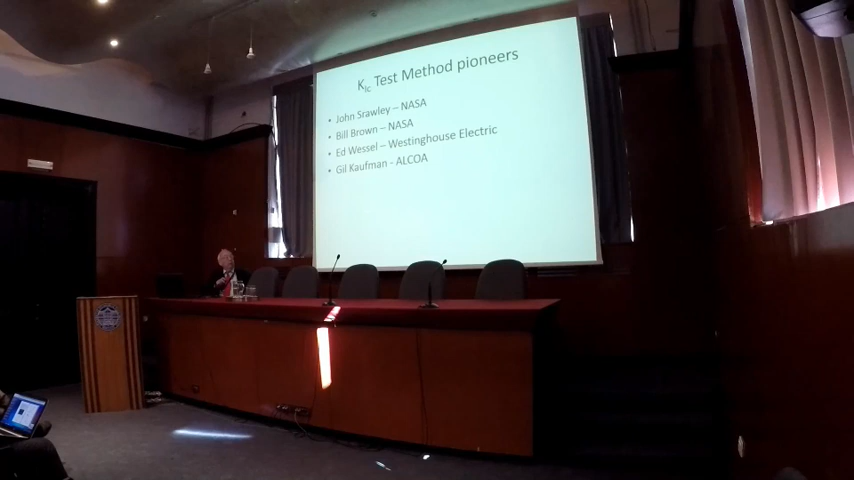 K_Ic Test Method pioneers
• John Srawley – NASA
• Bill Brown – NASA
• Ed Wessel – Westinghouse Electric
• Gil Kaufman - ALCOA